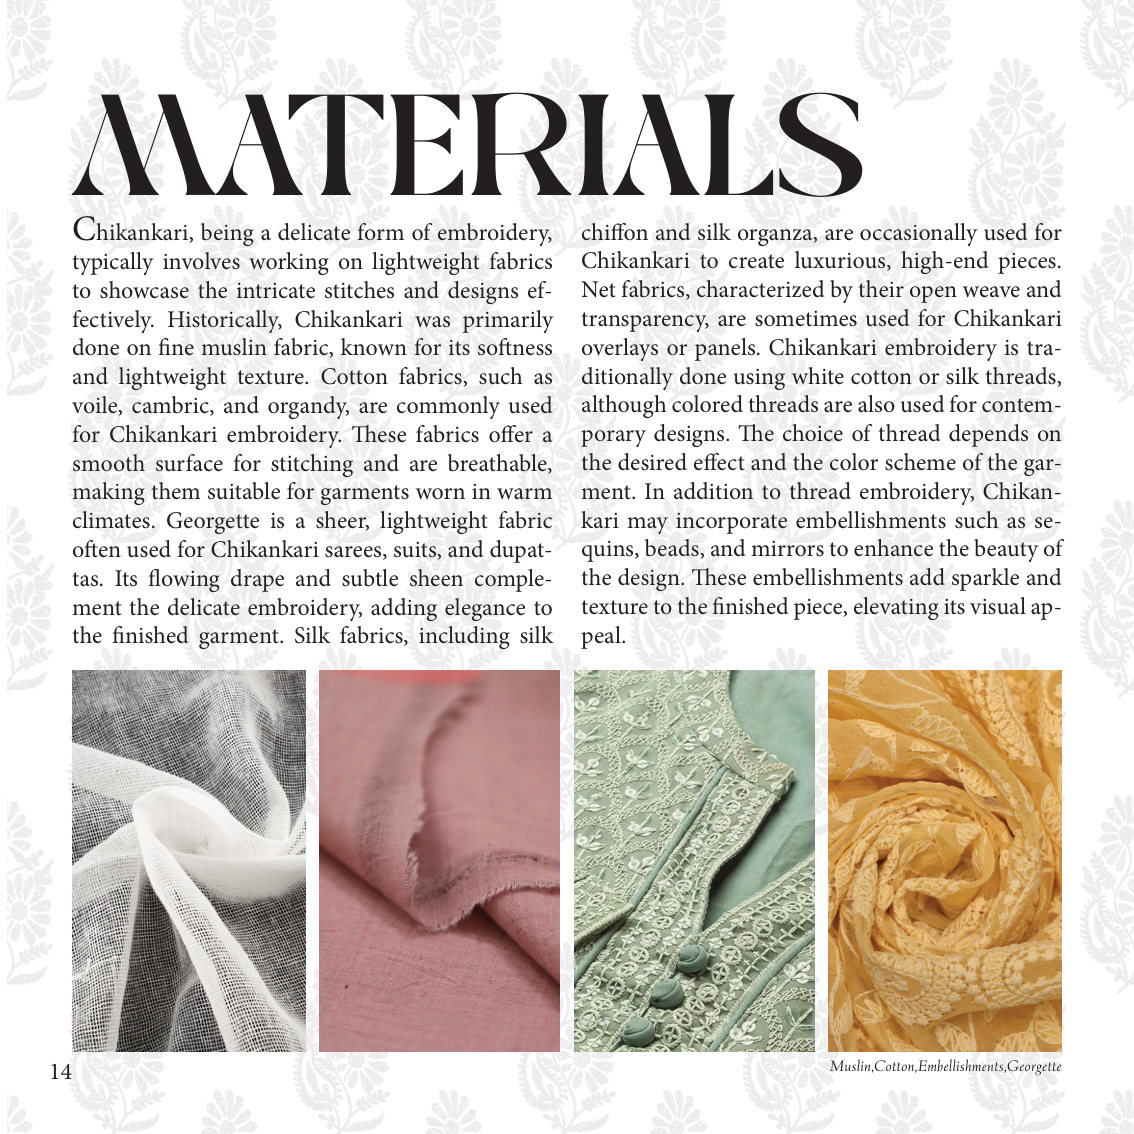 MATERIALS
Chikankari, being a delicate form of embroidery,
typically involves working on lightweight fabrics
to showcase the intricate stitches and designs ef-
fectively. Historically, Chikankari was primarily
done on fine muslin fabric, known for its softness
and lightweight texture. Cotton fabrics, such as
voile, cambric, and organdy, are commonly used
for Chikankari embroidery. These fabrics offer a
smooth surface for stitching and are breathable,
making them suitable for garments worn in warm
climates. Georgette is a sheer, lightweight fabric
often used for Chikankari sarees, suits, and dupat-
tas. Its flowing drape and subtle sheen comple-
ment the delicate embroidery, adding elegance to
the finished garment. Silk fabrics, including silk
chiffon and silk organza, are occasionally used for
Chikankari to create luxurious, high-end pieces.
Net fabrics, characterized by their open weave and
transparency, are sometimes used for Chikankari
overlays or panels. Chikankari embroidery is tra-
ditionally done using white cotton or silk threads,
although colored threads are also used for contem-
porary designs. The choice of thread depends on
the desired effect and the color scheme of the gar-
ment. In addition to thread embroidery, Chikan-
kari may incorporate embellishments such as se-
quins, beads, and mirrors to enhance the beauty of
the design. These embellishments add sparkle and
texture to the finished piece, elevating its visual ap-
peal.
14
Muslin,Cotton,Embellishments,Georgette